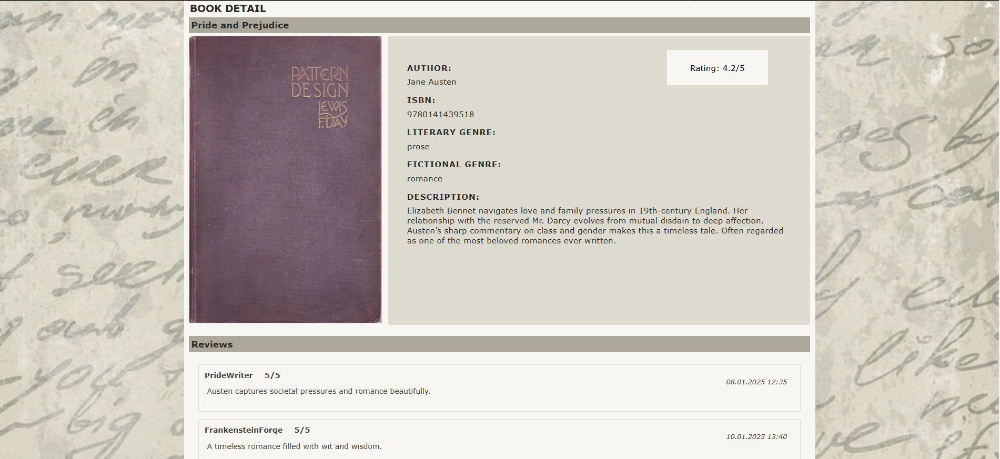 BOOK DETAIL
Pride and Prejudice
PATTERN
DESIGN
LEWIS
F. DAY
Rating: 4.2/5
AUTHOR:
Jane Austen
ISBN:
9780141439518
LITERARY GENRE:
prose
FICTIONAL GENRE:
romance
DESCRIPTION:
Elizabeth Bennet navigates love and family pressures in 19th-century England. Her
relationship with the reserved Mr. Darcy evolves from mutual disdain to deep affection.
Austen’s sharp commentary on class and gender makes this a timeless tale. Often regarded
as one of the most beloved romances ever written.
Reviews
PrideWriter 5/5
08.01.2025 12:35
Austen captures societal pressures and romance beautifully.
FrankensteinForge 5/5
10.01.2025 13:40
A timeless romance filled with wit and wisdom.